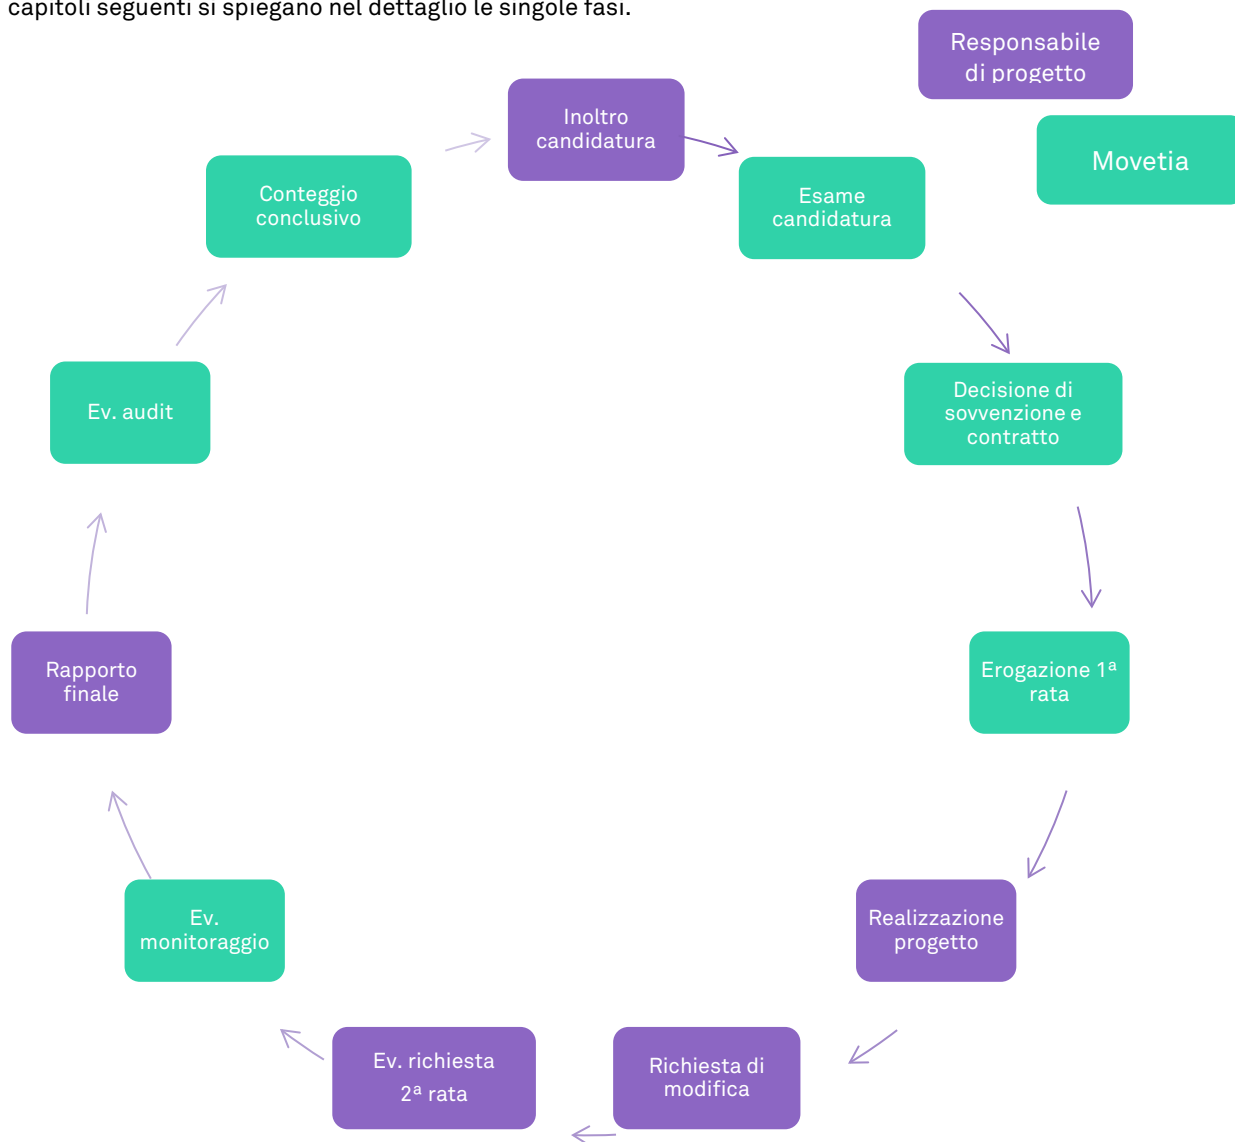 capitoli seguenti si spiegano nel dettaglio le singole fasi.
Responsabile
di progetto
Movetia
Inoltro
candidatura
Esame
candidatura
Decisione di
sovvenzione e
contratto
Erogazione 1ª
rata
Realizzazione
progetto
Richiesta di
modifica
Ev. richiesta
2ª rata
Ev.
monitoraggio
Rapporto
finale
Ev. audit
Conteggio
conclusivo